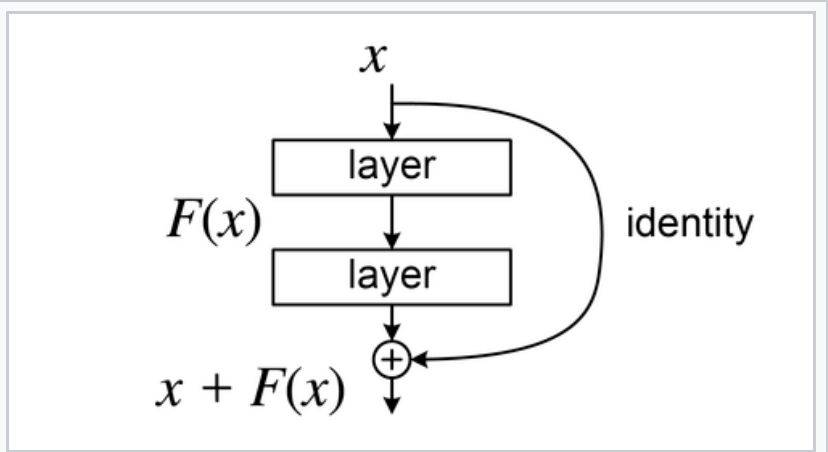 x
layer
F(x)
identity
layer
x + F(x)
+